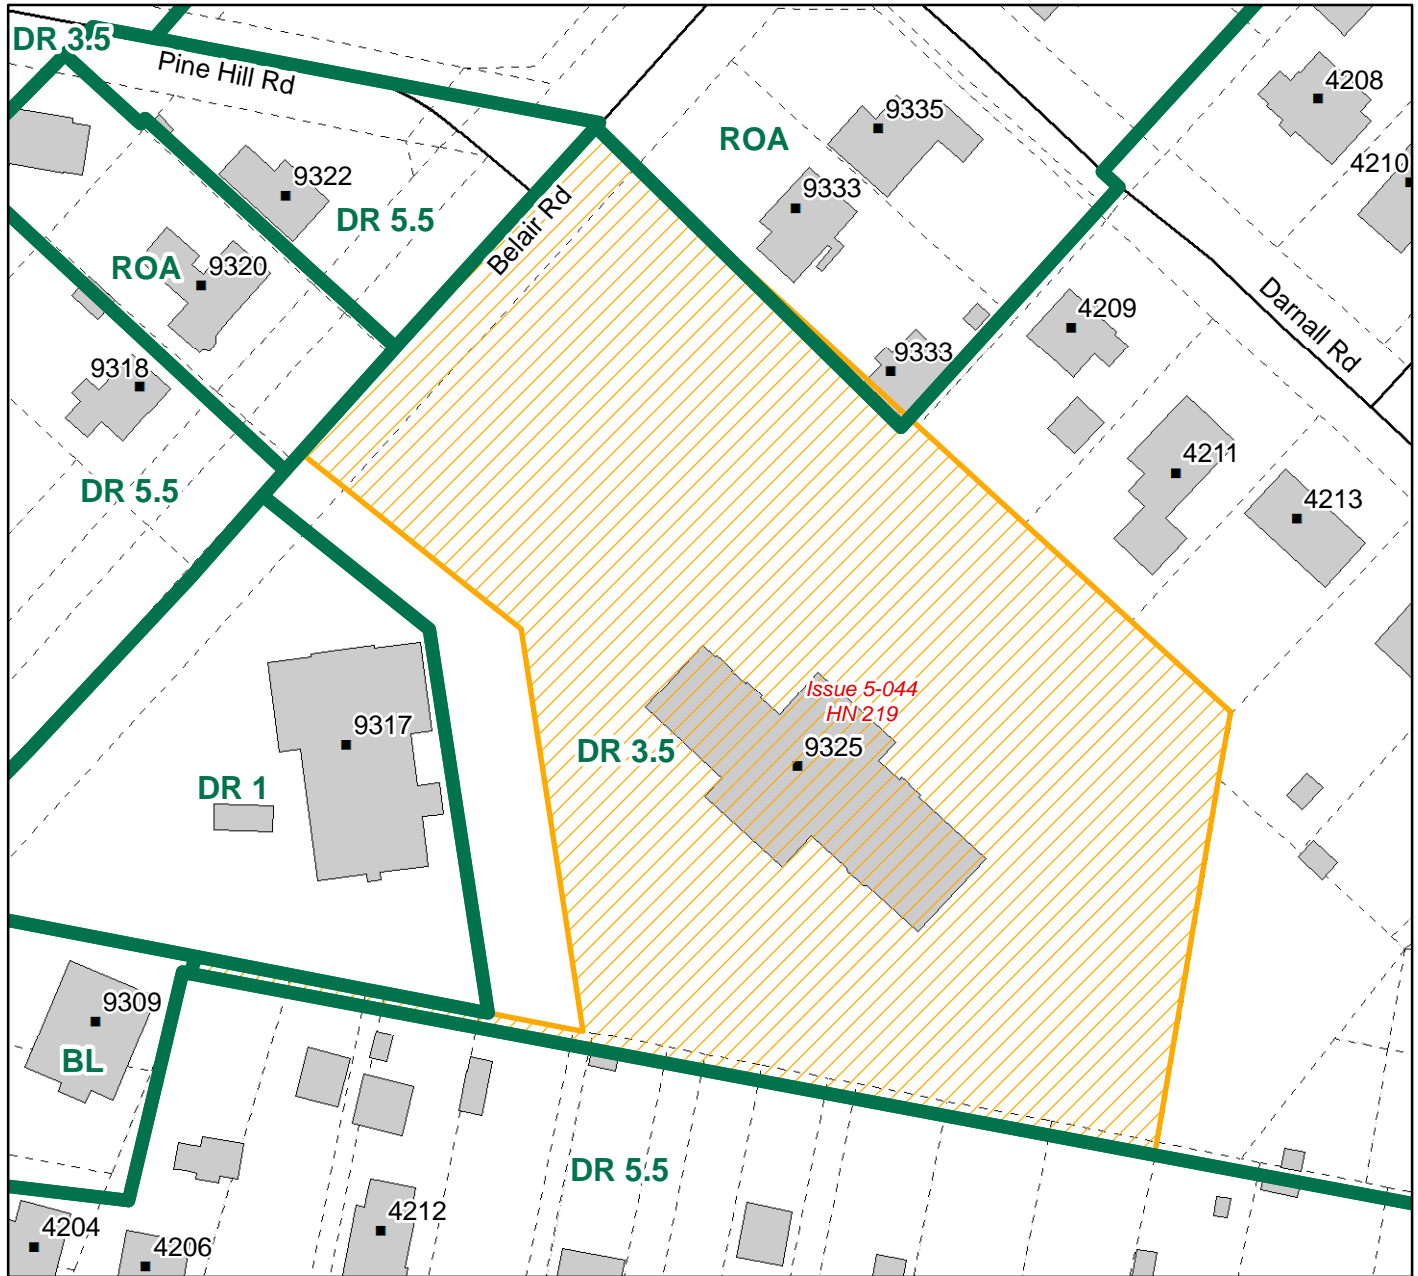 DR 3.5
Pine Hill Rd
4208
9335
ROA
4210
9322
9333
DR 5.5
Belair Rd
ROA
9320
Darnall Rd
4209
9333
9318
4211
DR 5.5
4213
Issue 5-044
HN 219
9317
DR 3.5
9325
DR 1
9309
BL
DR 5.5
4204
4206
4212